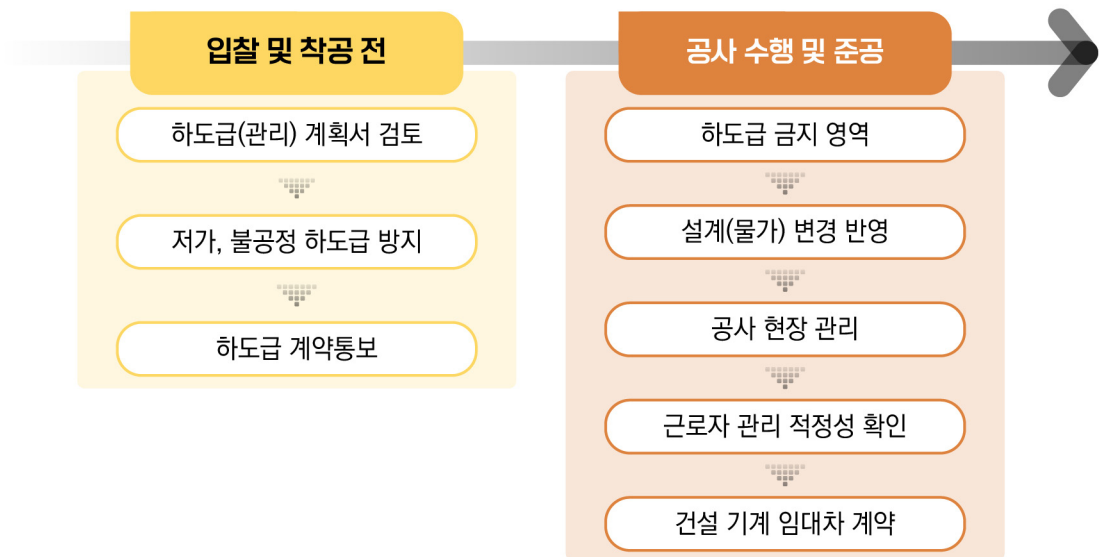 입찰 및 착공 전
하도급(관리) 계획서 검토
저가, 불공정 하도급 방지
하도급 계약통보
공사 수행 및 준공
하도급 금지 영역
설계(물가) 변경 반영
공사 현장 관리
근로자 관리 적정성 확인
건설 기계 임대차 계약